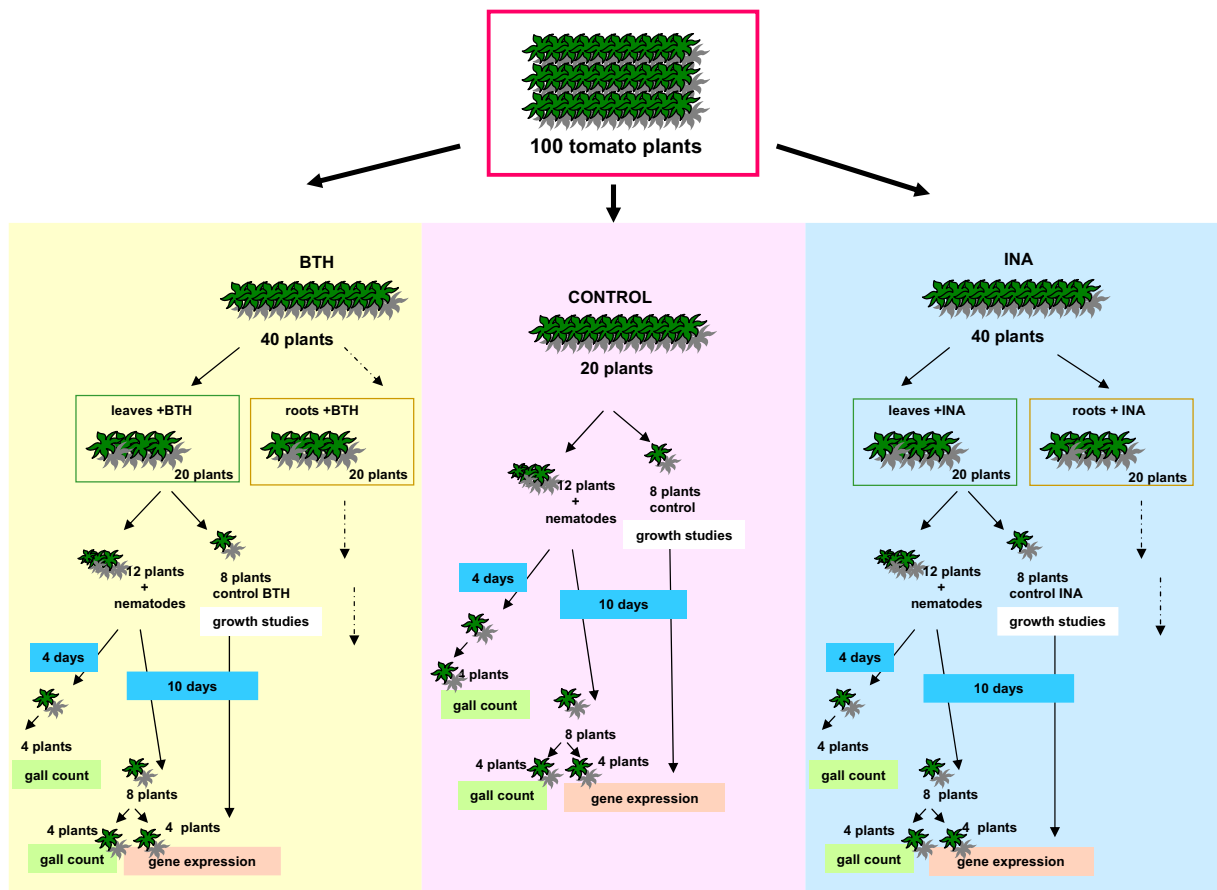 100 tomato plants
BTH
40 plants
leaves +BTH
20 plants
roots +BTH
20 plants
12 plants
+
nematodes
8 plants
control BTH
growth studies
4 days
10 days
4 plants
gall count
8 plants
4 plants
4 plants
gall count
gene expression
CONTROL
20 plants
12 plants
+
nematodes
8 plants
control
growth studies
4 days
10 days
4 plants
gall count
8 plants
4 plants
4 plants
gall count
gene expression
INA
40 plants
leaves +INA
20 plants
roots + INA
20 plants
12 plants
+
nematodes
8 plants
control INA
growth studies
4 days
10 days
4 plants
gall count
8 plants
4 plants
4 plants
gall count
gene expression